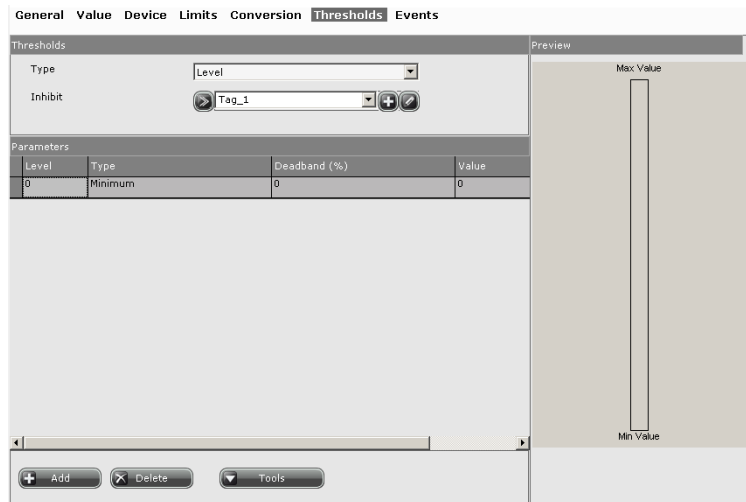 General Value Device Limits Conversion Thresholds Events
Thresholds
Type Level
Inhibit Tag_1
Parameters
Level Type Deadband (%) Value
0 Minimum 0 0
Add Delete Tools
Preview
Max Value
Min Value